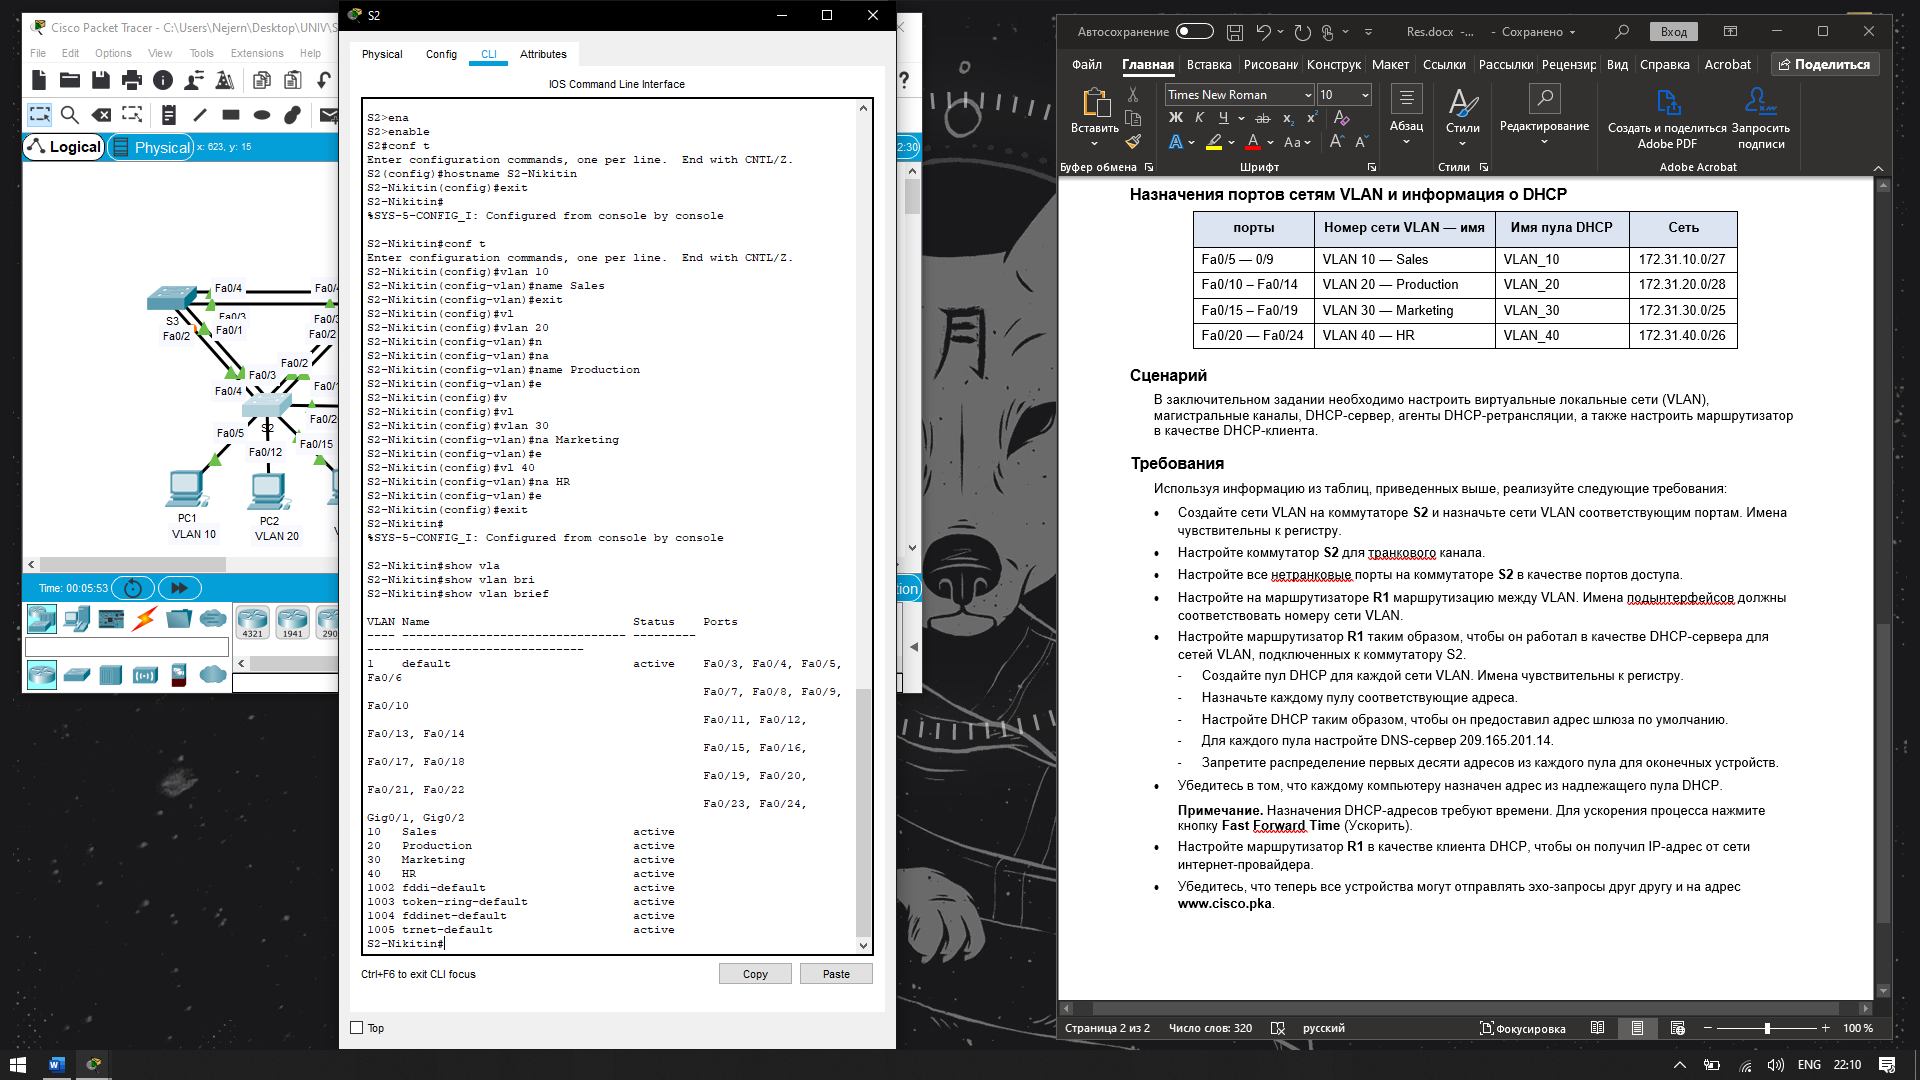 Cisco Packet Tracer - C:\Users\Nejern\Desktop\UNIV\S
File Edit Options View Tools Extensions Help
?
Logical Physical x: 623, y: 15
2:30
Fa0/4
Fa0/4
Fa0/3
S3
Fa0/2
Fa0/1
Fa0/2
Fa0/2
Fa0/3
Fa0/4
S2
Fa0/5
Fa0/12
Fa0/15
PC1
VLAN 10
PC2
VLAN 20
Time: 00:05:53
tion
4321 1941 290
S2
Physical Config CLI Attributes
IOS Command Line Interface
S2>ena
S2>enable
S2#conf t
Enter configuration commands, one per line.  End with CNTL/Z.
S2(config)#hostname S2-Nikitin
S2-Nikitin(config)#exit
S2-Nikitin#
%SYS-5-CONFIG_I: Configured from console by console
S2-Nikitin#conf t
Enter configuration commands, one per line.  End with CNTL/Z.
S2-Nikitin(config)#vlan 10
S2-Nikitin(config-vlan)#name Sales
S2-Nikitin(config-vlan)#exit
S2-Nikitin(config)#vl
S2-Nikitin(config)#vlan 20
S2-Nikitin(config-vlan)#n
S2-Nikitin(config-vlan)#na
S2-Nikitin(config-vlan)#name Production
S2-Nikitin(config-vlan)#e
S2-Nikitin(config)#v
S2-Nikitin(config)#vl
S2-Nikitin(config)#vlan 30
S2-Nikitin(config-vlan)#na Marketing
S2-Nikitin(config-vlan)#e
S2-Nikitin(config)#vl 40
S2-Nikitin(config-vlan)#na HR
S2-Nikitin(config-vlan)#e
S2-Nikitin(config)#exit
S2-Nikitin#
%SYS-5-CONFIG_I: Configured from console by console
S2-Nikitin#show vla
S2-Nikitin#show vlan bri
S2-Nikitin#show vlan brief
VLAN Name Status Ports
---- -------------------------------- ---------
-------------------------------
1 default active Fa0/3, Fa0/4, Fa0/5,
Fa0/6
Fa0/7, Fa0/8, Fa0/9,
Fa0/10
Fa0/11, Fa0/12,
Fa0/13, Fa0/14
Fa0/15, Fa0/16,
Fa0/17, Fa0/18
Fa0/19, Fa0/20,
Fa0/21, Fa0/22
Fa0/23, Fa0/24,
Gig0/1, Gig0/2
10 Sales active
20 Production active
30 Marketing active
40 HR active
1002 fddi-default active
1003 token-ring-default active
1004 fddinet-default active
1005 trnet-default active
S2-Nikitin#
Ctrl+F6 to exit CLI focus
Copy Paste
Top
月
Автосохранение Res.docx -... - Сохранено Вход
Файл Главная Вставка Рисовани Конструк Макет Ссылки Рассылки Рецензир Вид Справка Acrobat Поделиться
Times New Roman 10
Вставить
Ж К Ч ab x₂ x² A
A A Aa A A
Абзац Стили Редактирование
Создать и поделиться Adobe PDF
Запросить подписи
Буфер обмена Шрифт Стили Adobe Acrobat
Назначения портов сетям VLAN и информация о DHCP
порты Номер сети VLAN — имя Имя пула DHCP Сеть
Fa0/5 — 0/9 VLAN 10 — Sales VLAN_10 172.31.10.0/27
Fa0/10 – Fa0/14 VLAN 20 — Production VLAN_20 172.31.20.0/28
Fa0/15 – Fa0/19 VLAN 30 — Marketing VLAN_30 172.31.30.0/25
Fa0/20 — Fa0/24 VLAN 40 — HR VLAN_40 172.31.40.0/26
Сценарий
В заключительном задании необходимо настроить виртуальные локальные сети (VLAN),
магистральные каналы, DHCP-сервер, агенты DHCP-ретрансляции, а также настроить маршрутизатор
в качестве DHCP-клиента.
Требования
Используя информацию из таблиц, приведенных выше, реализуйте следующие требования:
• Создайте сети VLAN на коммутаторе S2 и назначьте сети VLAN соответствующим портам. Имена
чувствительны к регистру.
• Настройте коммутатор S2 для транкового канала.
• Настройте все нетранковые порты на коммутаторе S2 в качестве портов доступа.
• Настройте на маршрутизаторе R1 маршрутизацию между VLAN. Имена подынтерфейсов должны
соответствовать номеру сети VLAN.
• Настройте маршрутизатор R1 таким образом, чтобы он работал в качестве DHCP-сервера для
сетей VLAN, подключенных к коммутатору S2.
- Создайте пул DHCP для каждой сети VLAN. Имена чувствительны к регистру.
- Назначьте каждому пулу соответствующие адреса.
- Настройте DHCP таким образом, чтобы он предоставил адрес шлюза по умолчанию.
- Для каждого пула настройте DNS-сервер 209.165.201.14.
- Запретите распределение первых десяти адресов из каждого пула для оконечных устройств.
• Убедитесь в том, что каждому компьютеру назначен адрес из надлежащего пула DHCP.
Примечание. Назначения DHCP-адресов требуют времени. Для ускорения процесса нажмите
кнопку Fast Forward Time (Ускорить).
• Настройте маршрутизатор R1 в качестве клиента DHCP, чтобы он получил IP-адрес от сети
интернет-провайдера.
• Убедитесь, что теперь все устройства могут отправлять эхо-запросы друг другу и на адрес
www.cisco.pka.
Страница 2 из 2 Число слов: 320 русский Фокусировка 100 %
ENG 22:10